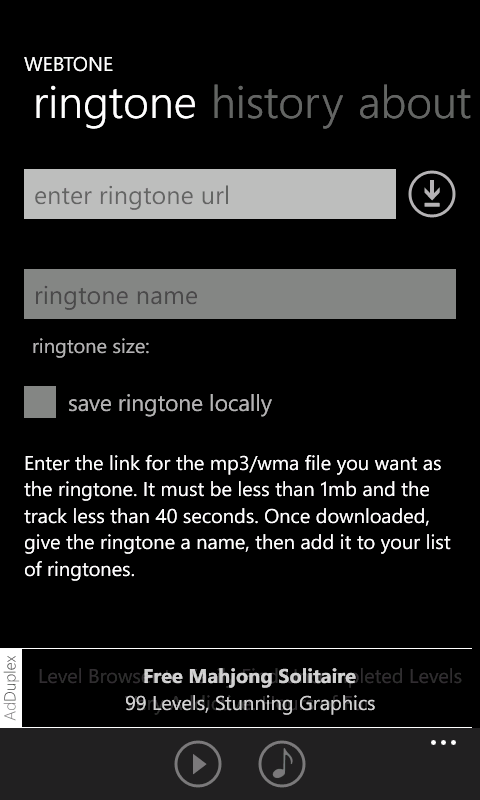 WEBTONE
ringtone history about
enter ringtone url
ringtone name
ringtone size:
save ringtone locally
Enter the link for the mp3/wma file you want as
the ringtone. It must be less than 1mb and the
track less than 40 seconds. Once downloaded,
give the ringtone a name, then add it to your list
of ringtones.
AdDuplex
Level Browser
Free Mahjong Solitaire
Levels
99 Levels, Stunning Graphics